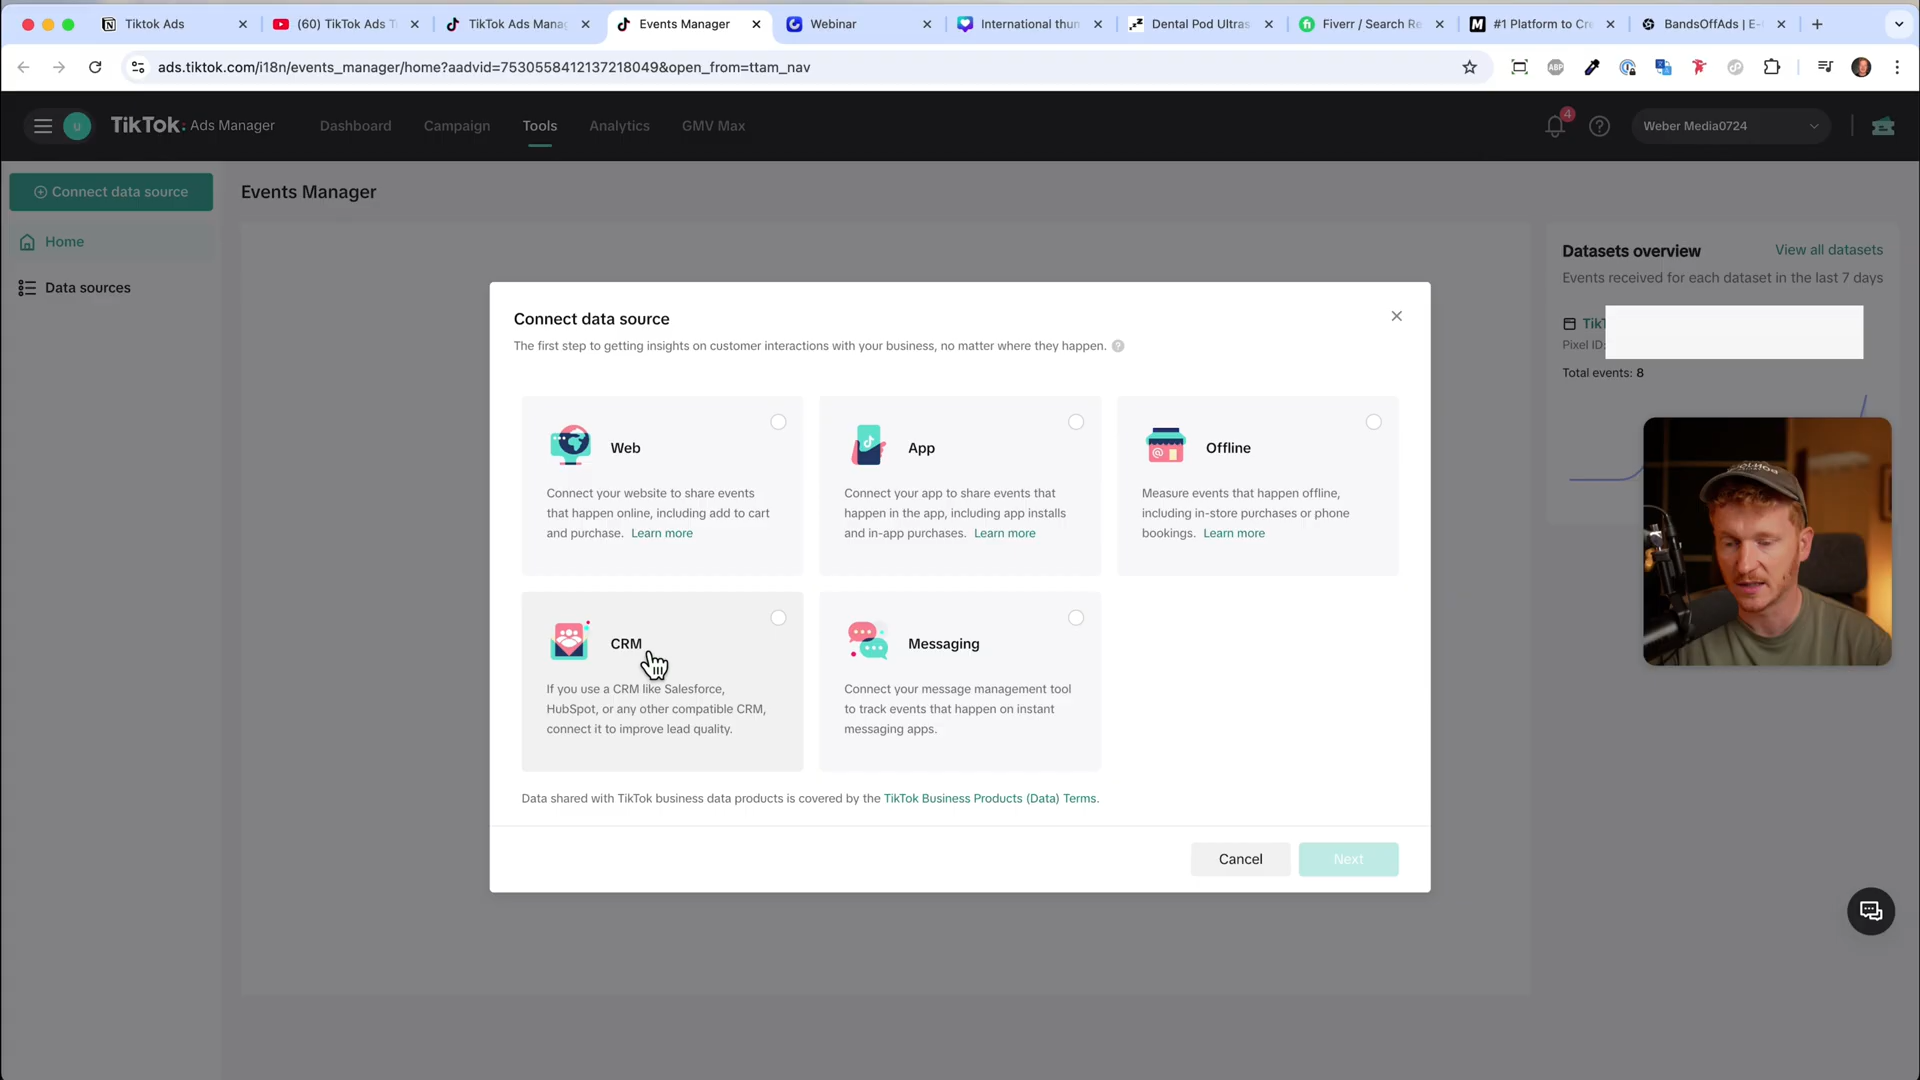 Tiktok Ads
(60) TikTok Ads T
TikTok Ads Manag
Events Manager
Webinar
International thum
Dental Pod Ultras
Fiverr / Search Re
#1 Platform to Cre
BandsOffAds | E-
ads.tiktok.com/i18n/events_manager/home?aadvid=7530558412137218049&open_from=ttam_nav
ABP
u
TikTok: Ads Manager
Dashboard
Campaign
Tools
Analytics
GMV Max
4
Weber Media0724
Connect data source
Home
Data sources
Events Manager
Connect data source
The first step to getting insights on customer interactions with your business, no matter where they happen.
Web
Connect your website to share events
that happen online, including add to cart
and purchase. Learn more
App
Connect your app to share events that
happen in the app, including app installs
and in-app purchases. Learn more
Offline
Measure events that happen offline,
including in-store purchases or phone
bookings. Learn more
CRM
If you use a CRM like Salesforce,
HubSpot, or any other compatible CRM,
connect it to improve lead quality.
Messaging
Connect your message management tool
to track events that happen on instant
messaging apps.
Data shared with TikTok business data products is covered by the TikTok Business Products (Data) Terms.
Cancel
Next
Datasets overview
View all datasets
Events received for each dataset in the last 7 days
TikT
Pixel ID:
Total events: 8